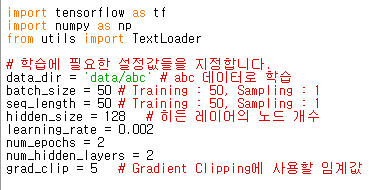 import tensorflow as tf
import numpy as np
from utils import TextLoader

# 학습에 필요한 설정값들을 지정합니다.
data_dir = 'data/abc' # abc 데이터로 학습
batch_size = 50 # Training : 50, Sampling : 1
seq_length = 50 # Training : 50, Sampling : 1
hidden_size = 128   # 히든 레이어의 노드 개수
learning_rate = 0.002
num_epochs = 2
num_hidden_layers = 2
grad_clip = 5   # Gradient Clipping에 사용할 임계값